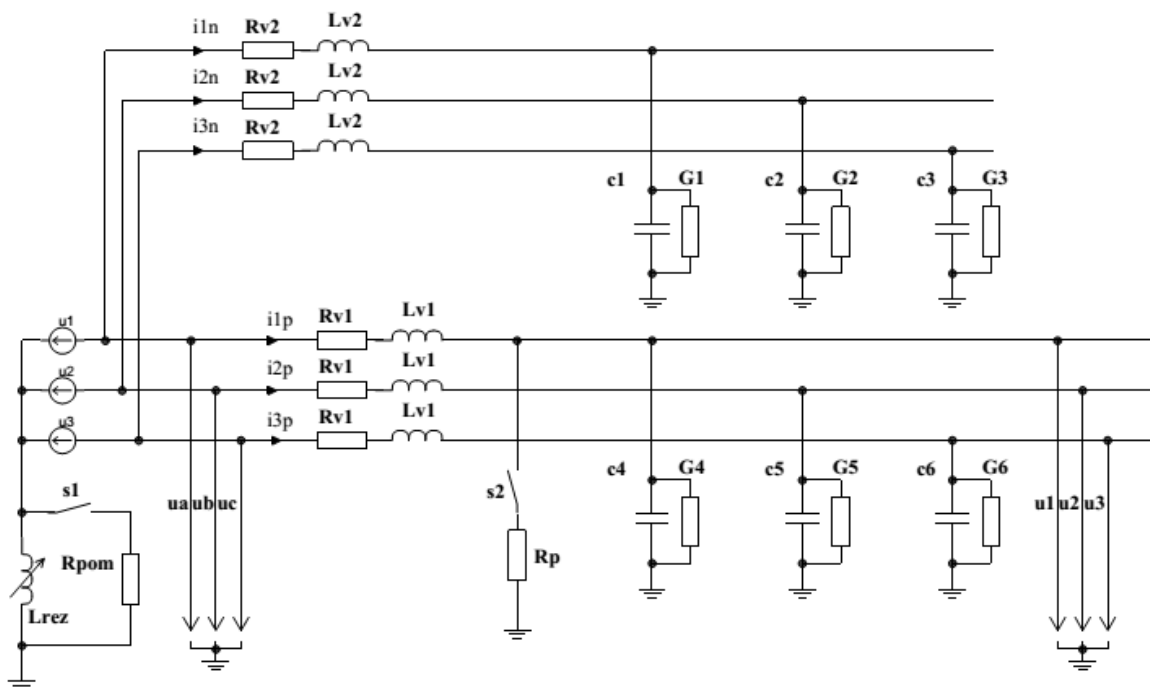 i1n Rv2 Lv2
i2n Rv2 Lv2
i3n Rv2 Lv2
c1 G1 c2 G2 c3 G3
u1 i1p Rv1 Lv1
u2 i2p Rv1 Lv1
u3 i3p Rv1 Lv1
c4 G4 c5 G5 c6 G6
s1 ua ub uc s2 u1 u2 u3
Rpom Rp
Lrez